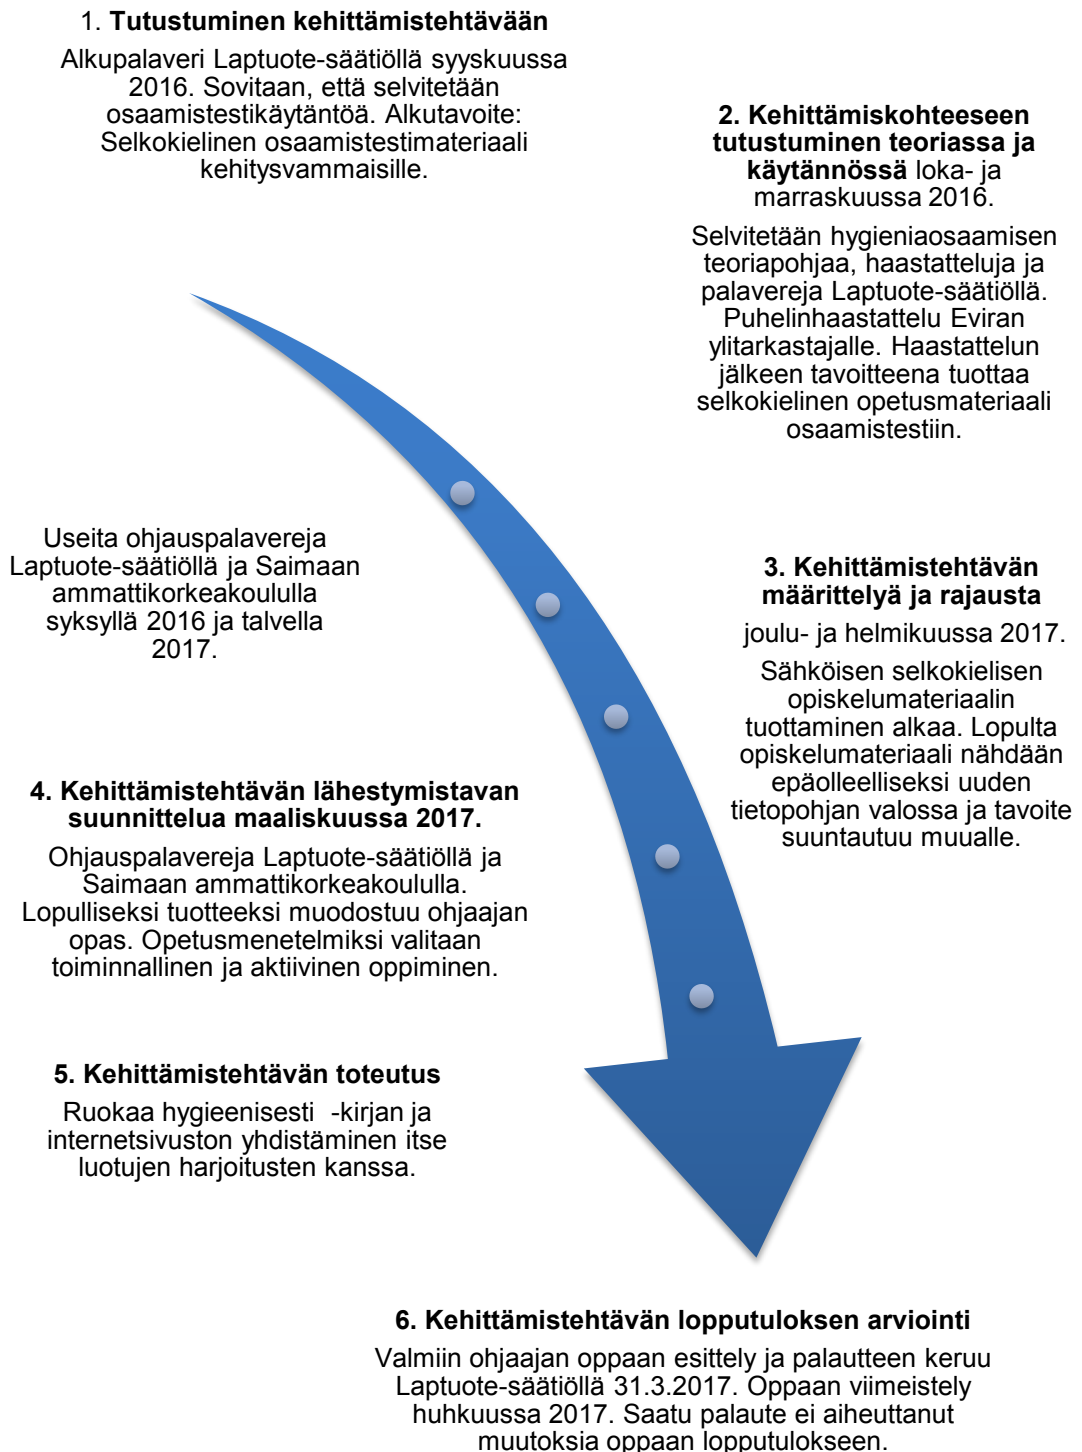 1. Tutustuminen kehittämistehtävään
Alkupalaveri Laptuote-säätiöllä syyskuussa
2016. Sovitaan, että selvitetään
osaamistestikäytäntöä. Alkutavoite:
Selkokielinen osaamistestimateriaali
kehitysvammaisille.
2. Kehittämiskohteeseen
tutustuminen teoriassa ja
käytännössä loka- ja
marraskuussa 2016.
Selvitetään hygieniaosaamisen
teoriapohjaa, haastatteluja ja
palavereja Laptuote-säätiöllä.
Puhelinhaastattelu Eviran
ylitarkastajalle. Haastattelun
jälkeen tavoitteena tuottaa
selkokielinen opetusmateriaali
osaamistestiin.
Useita ohjauspalavereja
Laptuote-säätiöllä ja Saimaan
ammattikorkeakoululla
syksyllä 2016 ja talvella
2017.
3. Kehittämistehtävän
määrittelyä ja rajausta
joulu- ja helmikuussa 2017.
Sähköisen selkokielisen
opiskelumateriaalin
tuottaminen alkaa. Lopulta
opiskelumateriaali nähdään
epäolleelliseksi uuden
tietopohjan valossa ja tavoite
suuntautuu muualle.
4. Kehittämistehtävän lähestymistavan
suunnittelua maaliskuussa 2017.
Ohjauspalavereja Laptuote-säätiöllä ja
Saimaan ammattikorkeakoululla.
Lopulliseksi tuotteeksi muodostuu ohjaajan
opas. Opetusmenetelmiksi valitaan
toiminnallinen ja aktiivinen oppiminen.
5. Kehittämistehtävän toteutus
Ruokaa hygieenisesti -kirjan ja
internetsivuston yhdistäminen itse
luotujen harjoitusten kanssa.
6. Kehittämistehtävän lopputuloksen arviointi
Valmiin ohjaajan oppaan esittely ja palautteen keruu
Laptuote-säätiöllä 31.3.2017. Oppaan viimeistely
huhkuussa 2017. Saatu palaute ei aiheuttanut
muutoksia oppaan lopputulokseen.